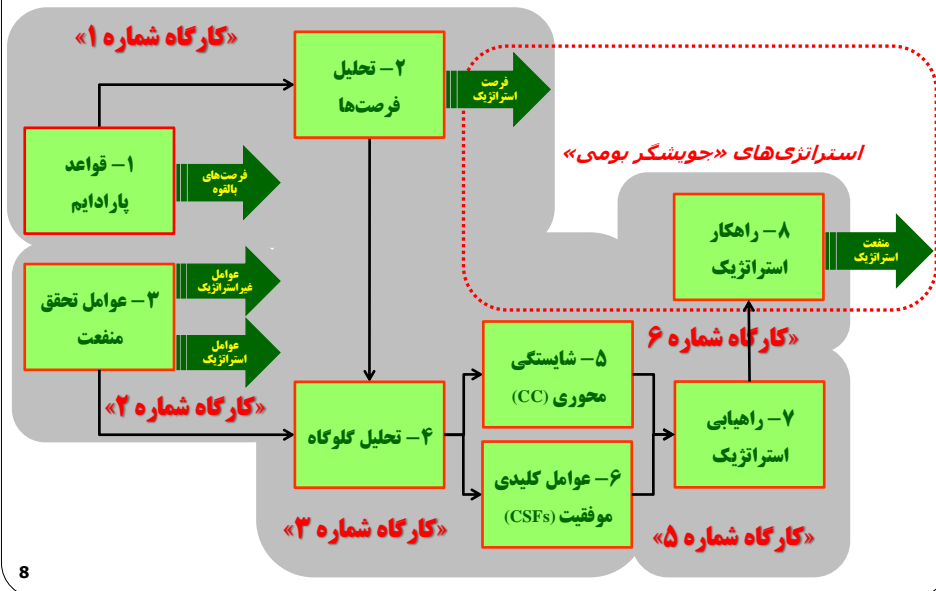 «کارگاه شماره ۱»
۲- تحلیل
فرصت‌ها
فرصت
استراتژیک
۱- قواعد
پارادایم
فرصت‌های
بالقوه
استراتژی‌های «جویشگر بومی»
۸- راهکار
استراتژیک
منفعت
استراتژیک
۳- عوامل تحقق
منفعت
عوامل
غیراستراتژیک
عوامل
استراتژیک
«کارگاه شماره ۲»
«کارگاه شماره ۶»
۴- تحلیل گلوگاه
۵- شایستگی
محوری (CC)
۶- عوامل کلیدی
موفقیت (CSFs)
۷- راهیابی
استراتژیک
«کارگاه شماره ۳»
«کارگاه شماره ۵»
8